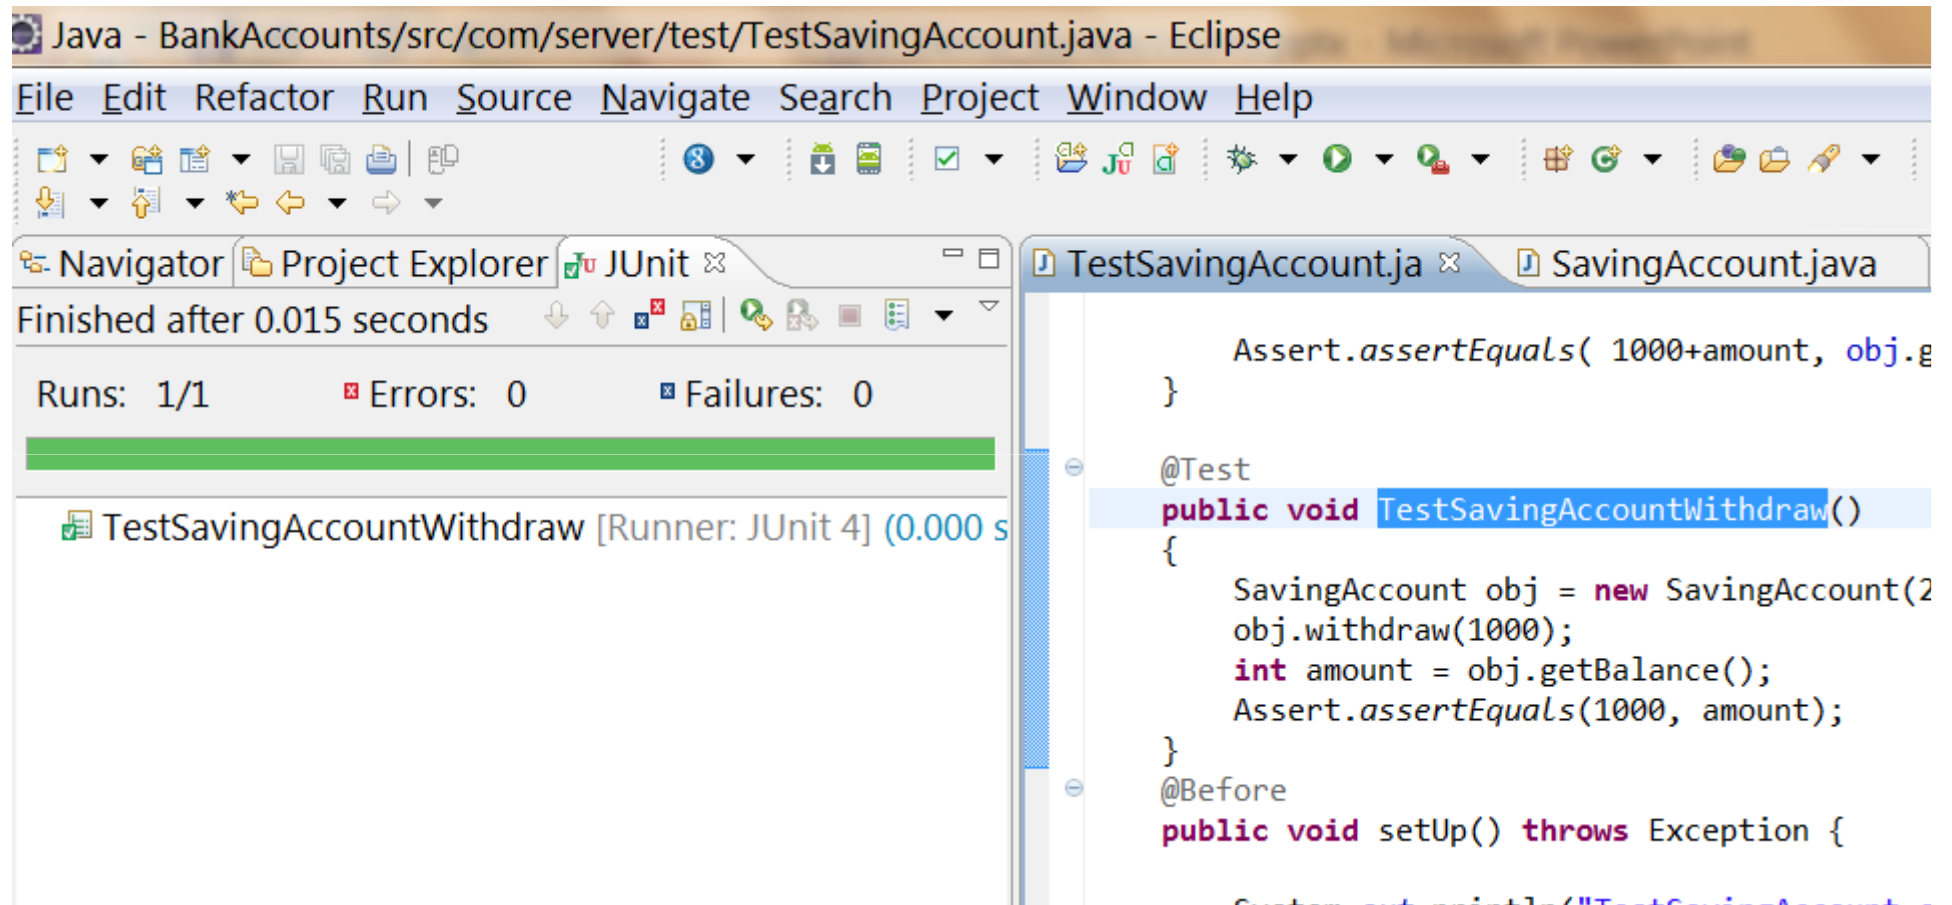 Java - BankAccounts/src/com/server/test/TestSavingAccount.java - Eclipse
File Edit Refactor Run Source Navigate Search Project Window Help
Navigator Project Explorer JUnit
Finished after 0.015 seconds
Runs: 1/1 Errors: 0 Failures: 0
TestSavingAccountWithdraw [Runner: JUnit 4] (0.000 s
TestSavingAccount.ja SavingAccount.java
Assert.assertEquals( 1000+amount, obj.g
}
@Test
public void TestSavingAccountWithdraw()
{
SavingAccount obj = new SavingAccount(2
obj.withdraw(1000);
int amount = obj.getBalance();
Assert.assertEquals(1000, amount);
}
@Before
public void setUp() throws Exception {